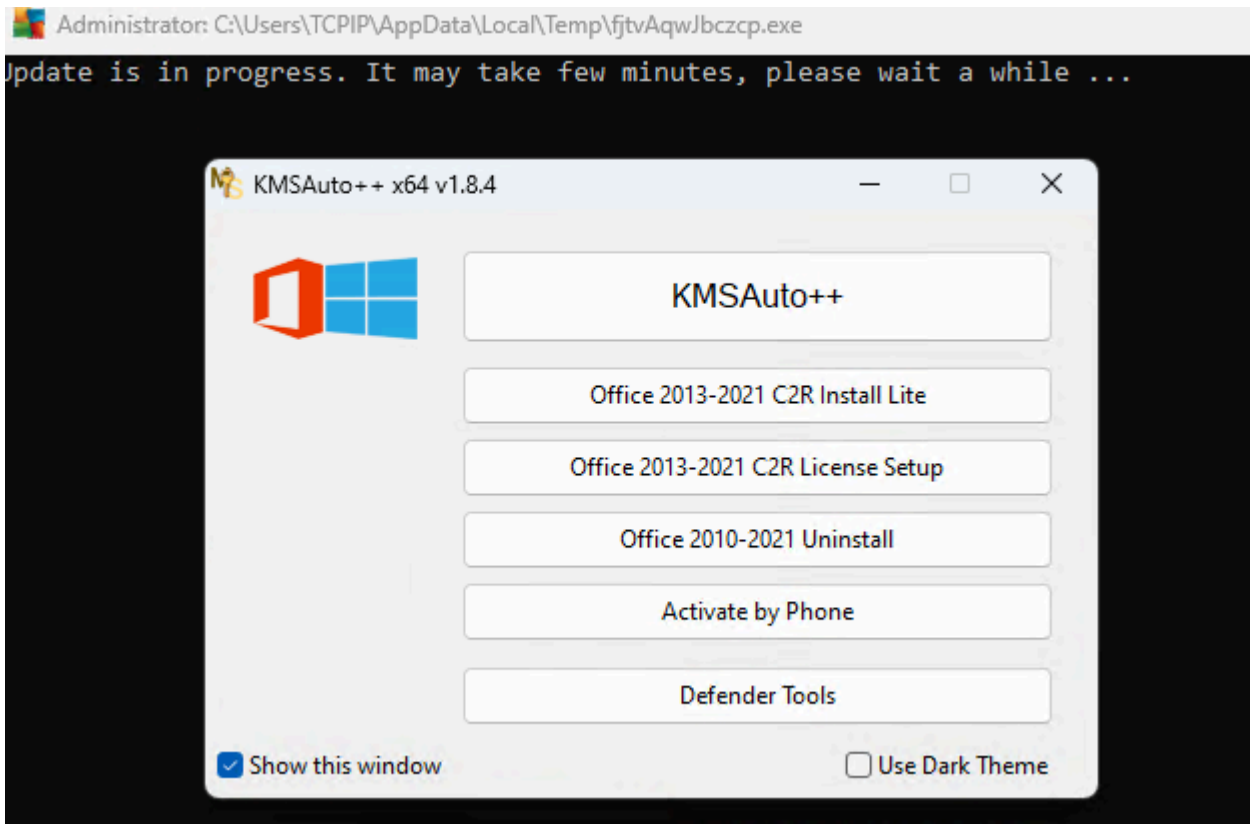 Administrator: C:\Users\TCPIP\AppData\Local\Temp\fjtvAqwJbczcp.exe
Update is in progress. It may take few minutes, please wait a while ...
KMSAuto++ x64 v1.8.4
KMSAuto++
Office 2013-2021 C2R Install Lite
Office 2013-2021 C2R License Setup
Office 2010-2021 Uninstall
Activate by Phone
Defender Tools
Show this window
Use Dark Theme